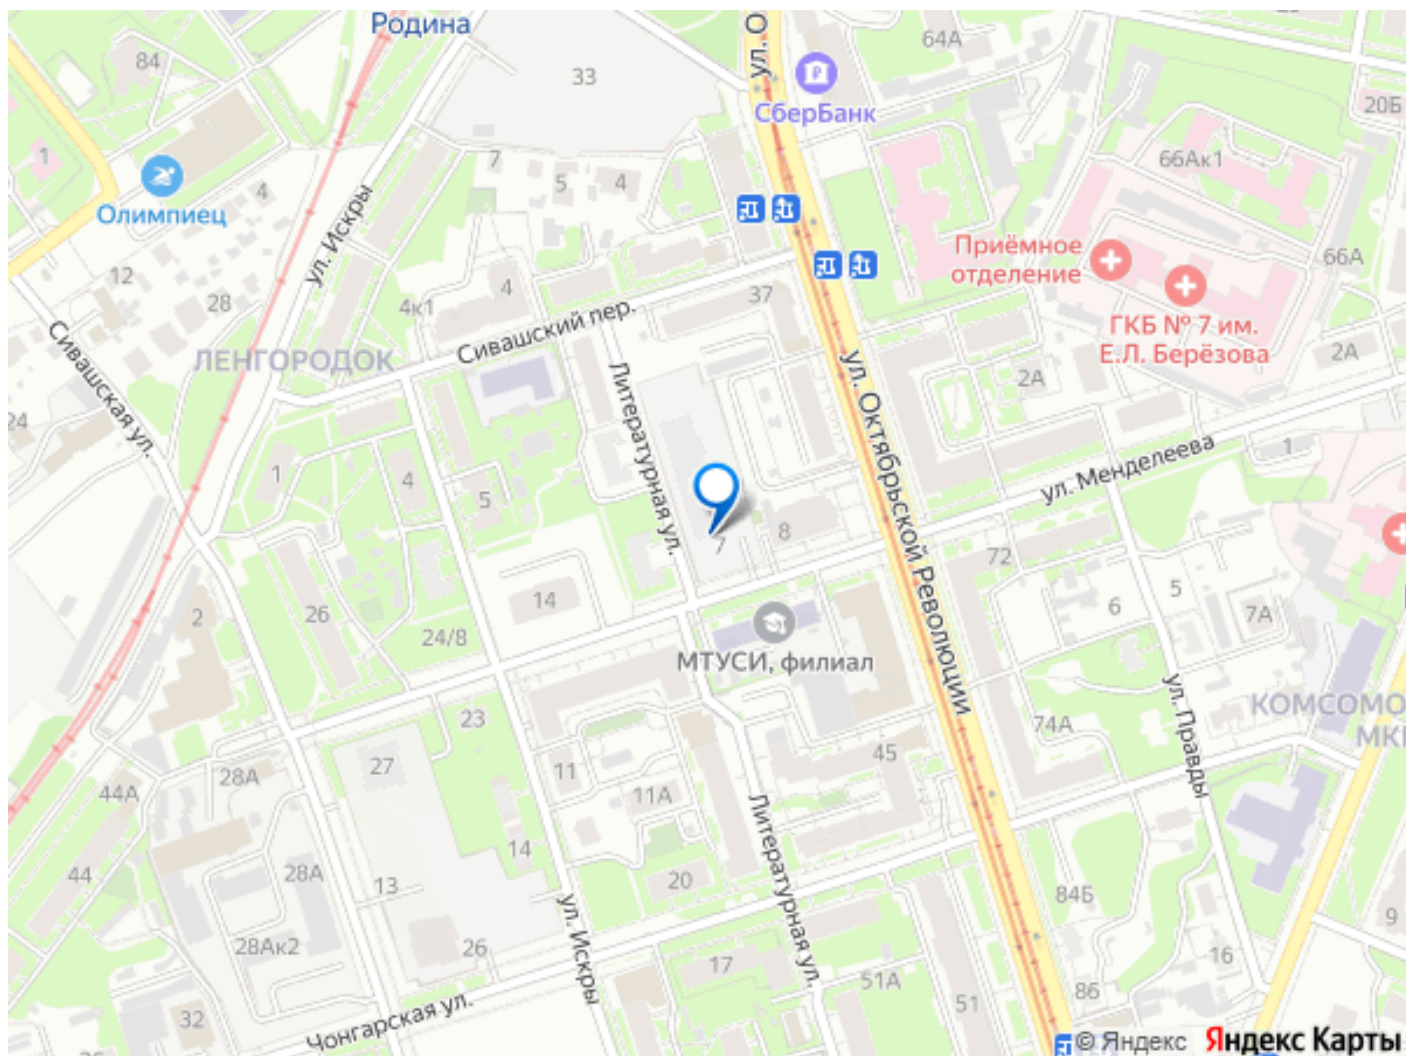 Родина
ул. О
84
33
64А
СберБанк
20Б
1
7
5
4
66Ак1
4
Олимпиец
ул. Искры
Приёмное
отделение
66А
12
28
4к1
4
37
ГКБ № 7 им.
Е.Л. Берёзова
Сивашский пер.
ЛЕНГОРОДОК
2А
2А
Сивашская ул.
Литературная ул.
ул. Октябрьской Революции
24
1
4
5
ул. Менделеева
1
7
8
72
14
5
6
7А
2
26
24/8
МТУСИ, филиал
ул. Правды
КОМСОМО
МК
23
74А
45
27
28А
11
11А
44А
Литературная ул.
14
44
28А
13
20
84Б
9
ул. Искры
28Ак2
26
17
16
51А
51
86
32
Чонгарская ул.
© Яндекс Яндекс Карты